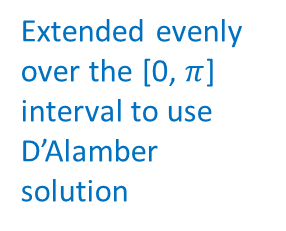 Extended evenly
over the [0, 𝜋]
interval to use
D’Alamber
solution